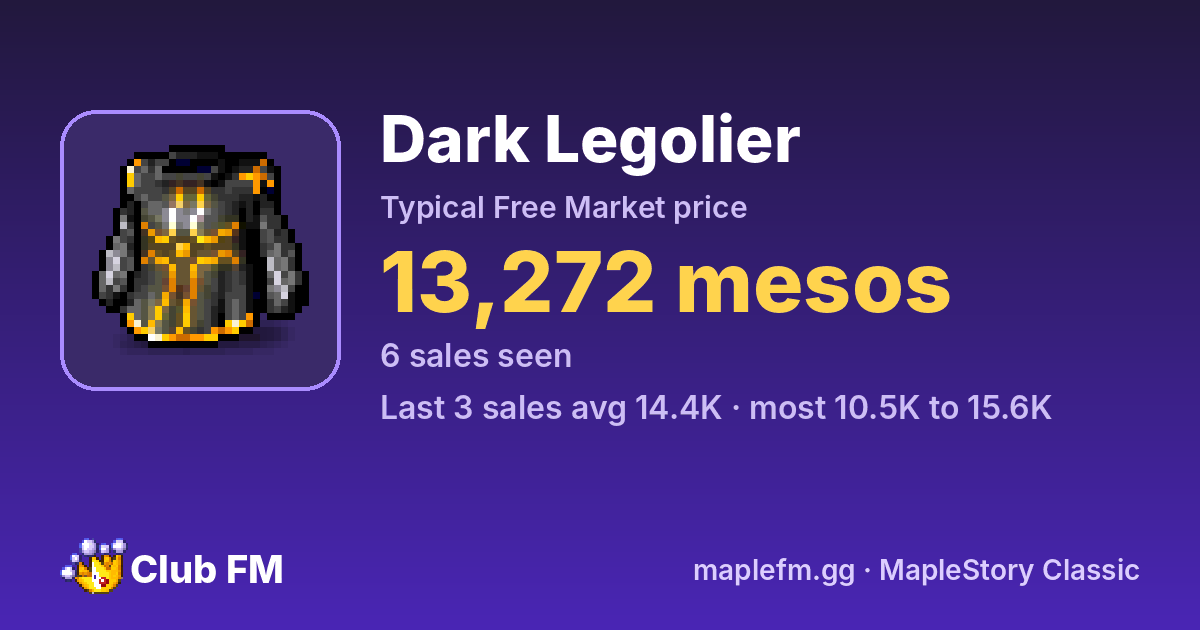 Dark Legolier
Typical Free Market price
13,272 mesos
6 sales seen
Last 3 sales avg 14.4K · most 10.5K to 15.6K
Club FM
maplefm.gg · MapleStory Classic